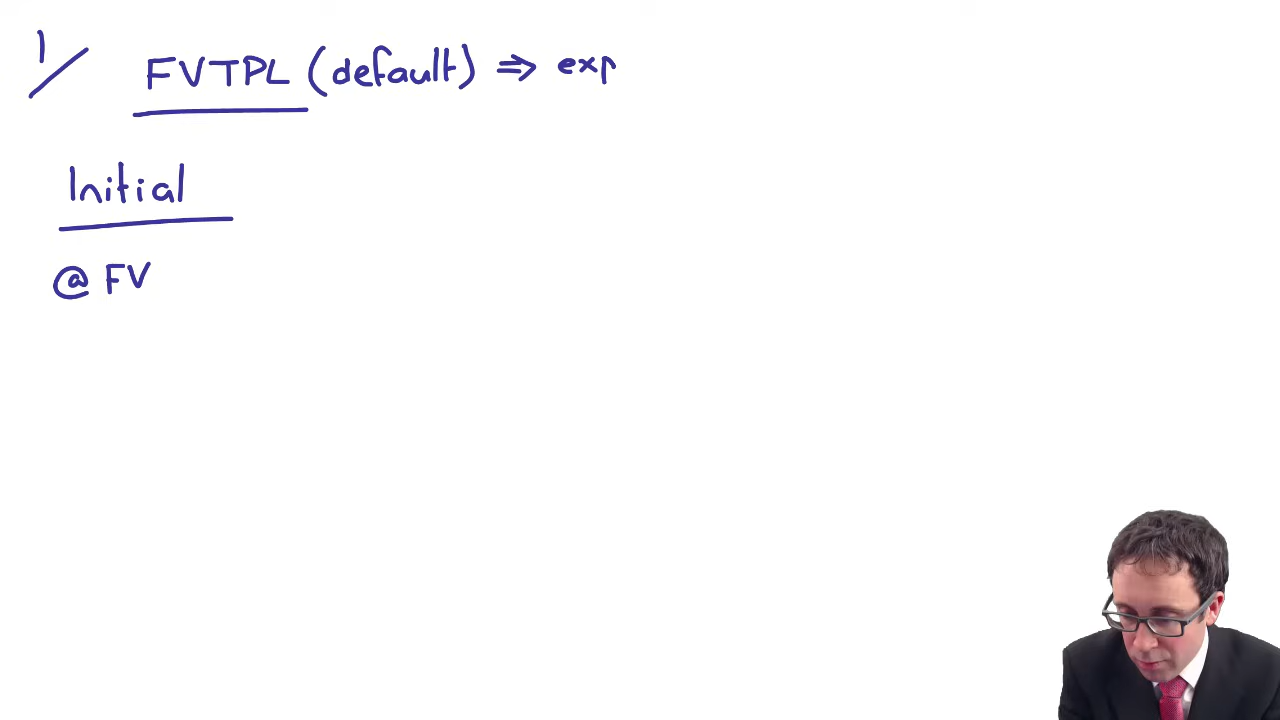 1/ FVTPL (default) ⇒ exp
Initial
@ FV